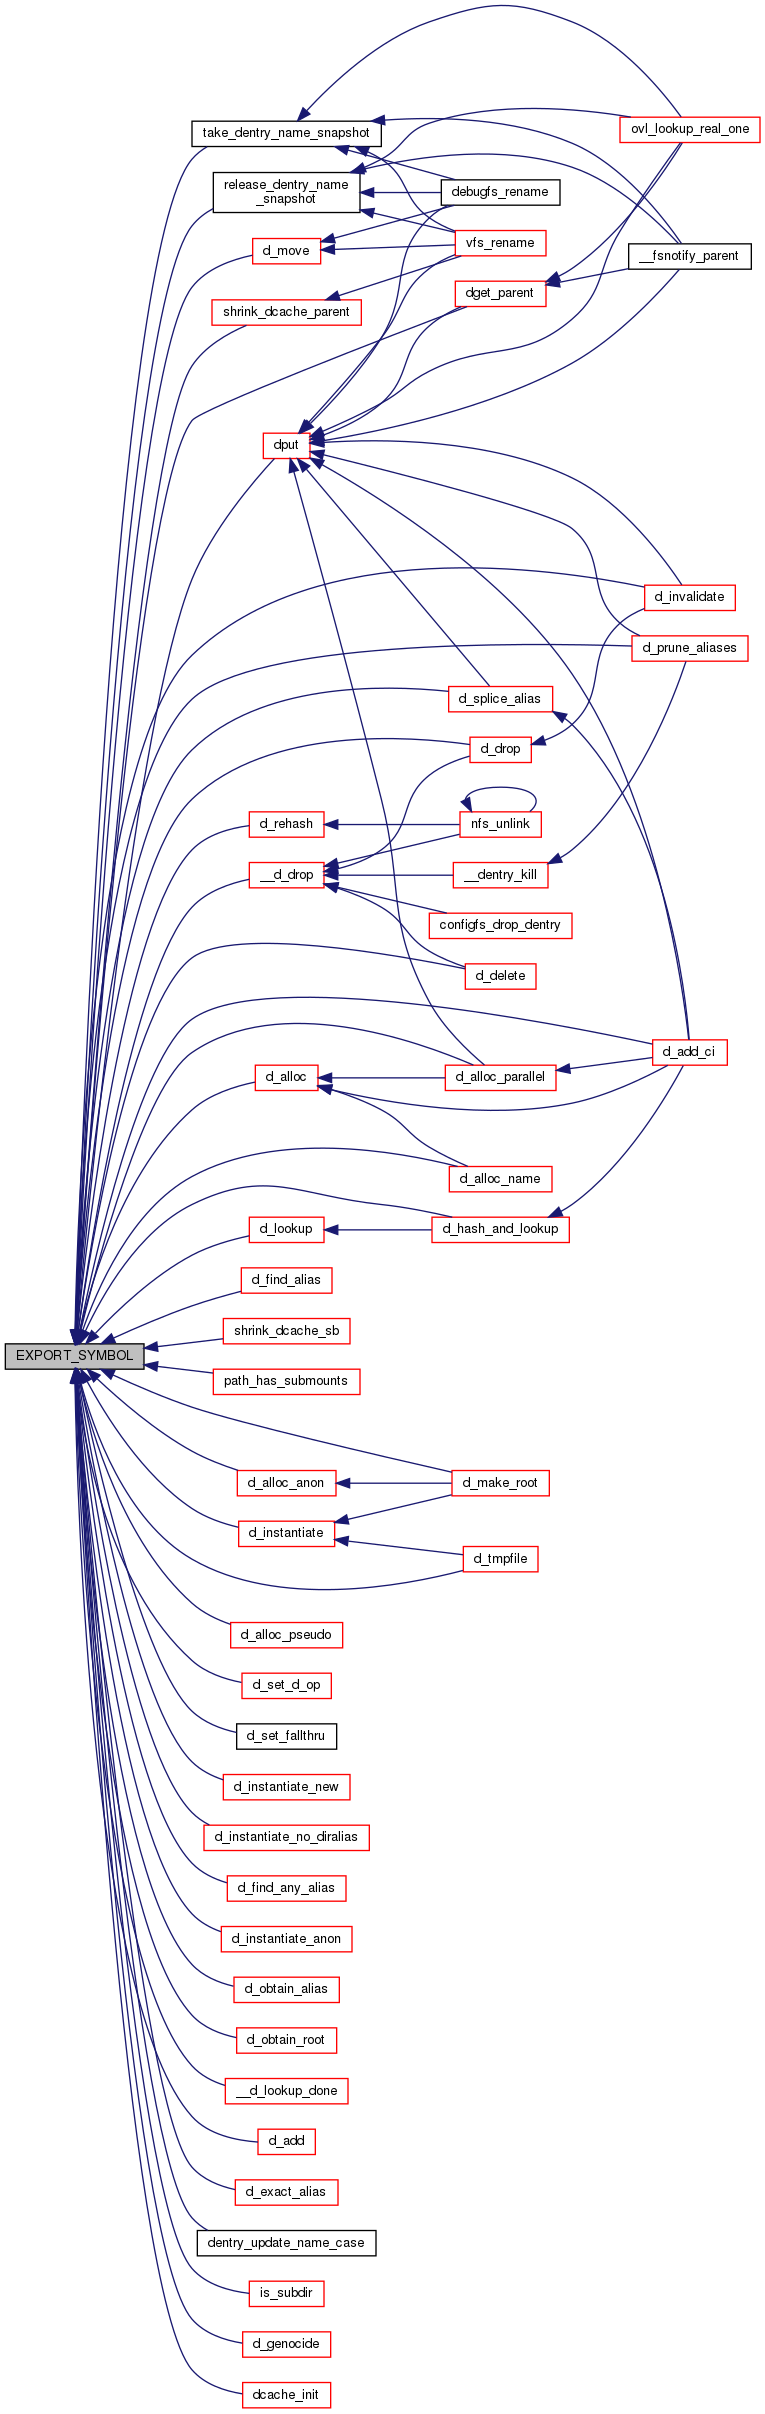 take_dentry_name_snapshot
ovl_lookup_real_one
release_dentry_name
_snapshot
debugfs_rename
d_move
vfs_rename
__fsnotify_parent
shrink_dcache_parent
dget_parent
dput
d_invalidate
d_prune_aliases
d_splice_alias
d_drop
d_rehash
nfs_unlink
__d_drop
__dentry_kill
configfs_drop_dentry
d_delete
d_add_ci
d_alloc
d_alloc_parallel
d_alloc_name
d_lookup
d_hash_and_lookup
d_find_alias
shrink_dcache_sb
EXPORT_SYMBOL
path_has_submounts
d_alloc_anon
d_make_root
d_instantiate
d_tmpfile
d_alloc_pseudo
d_set_d_op
d_set_fallthru
d_instantiate_new
d_instantiate_no_diralias
d_find_any_alias
d_instantiate_anon
d_obtain_alias
d_obtain_root
__d_lookup_done
d_add
d_exact_alias
dentry_update_name_case
is_subdir
d_genocide
dcache_init